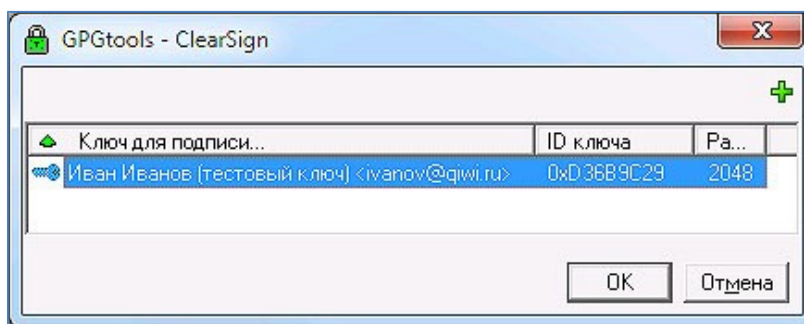 GPGtools - ClearSign
Ключ для подписи... ID ключа Ра...
Иван Иванов (тестовый ключ) <ivanov@qiwi.ru> 0xD36B9C29 2048
OK Отмена